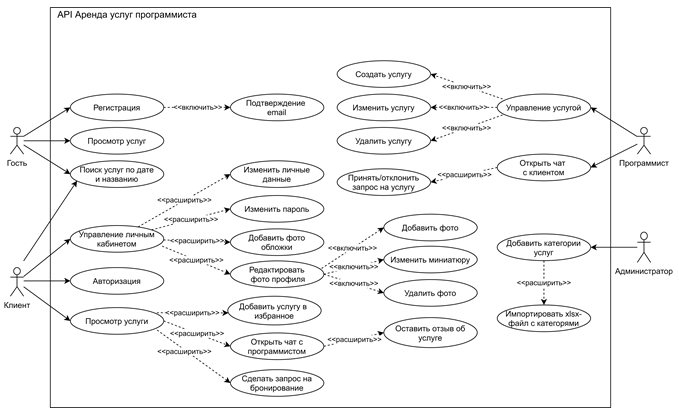 API Аренда услуг программиста
Создать услугу
<<включить>>
Регистрация
<<включить>>
Подтверждение
email
Изменить услугу
<<включить>>
Управление услугой
<<включить>>
Просмотр услуг
Удалить услугу
Гость
Программист
Поиск услуг по дате
и названию
Изменить личные
данные
Принять/отклонить
запрос на услугу
<<расширить>>
Открыть чат
с клиентом
<<расширить>>
Изменить пароль
<<расширить>>
Управление личным
кабинетом
<<расширить>>
Добавить фото
обложки
Добавить фото
<<включить>>
Добавить категории
услуг
<<расширить>>
Редактировать
фото профиля
<<включить>>
Изменить миниатюру
Администратор
Авторизация
<<включить>>
Удалить фото
<<расширить>>
Клиент
Просмотр услуги
<<расширить>>
Добавить услугу в
избранное
Импортировать xlsx-
файл с категорями
<<расширить>>
Открыть чат с
программистом
<<расширить>>
Оставить отзыв об
услуге
<<расширить>>
Сделать запрос на
бронирование